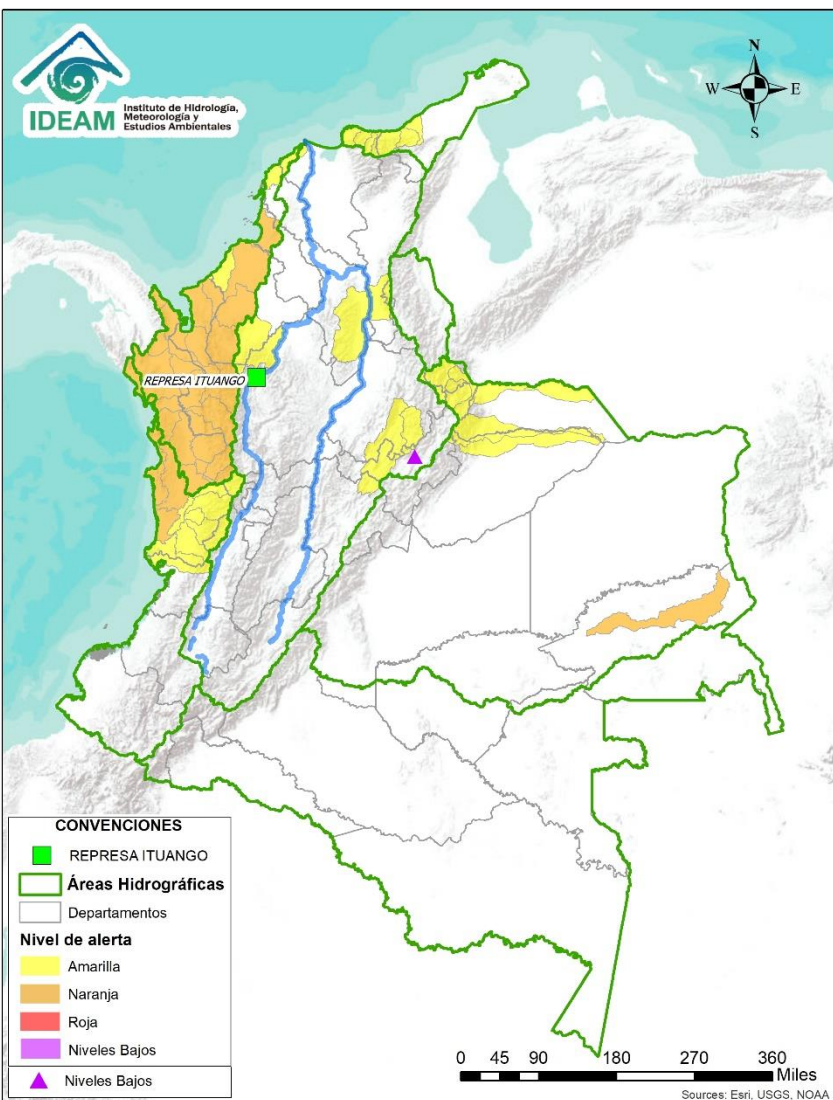 IDEAM
Instituto de Hidrología,
Meteorología y
Estudios Ambientales
N
W
E
S
REPRESA ITUANGO
CONVENCIONES
REPRESA ITUANGO
Áreas Hidrográficas
Departamentos
Nivel de alerta
Amarilla
Naranja
Roja
Niveles Bajos
Niveles Bajos
0 45 90 180 270 360
Miles
Sources: Esri, USGS, NOAA